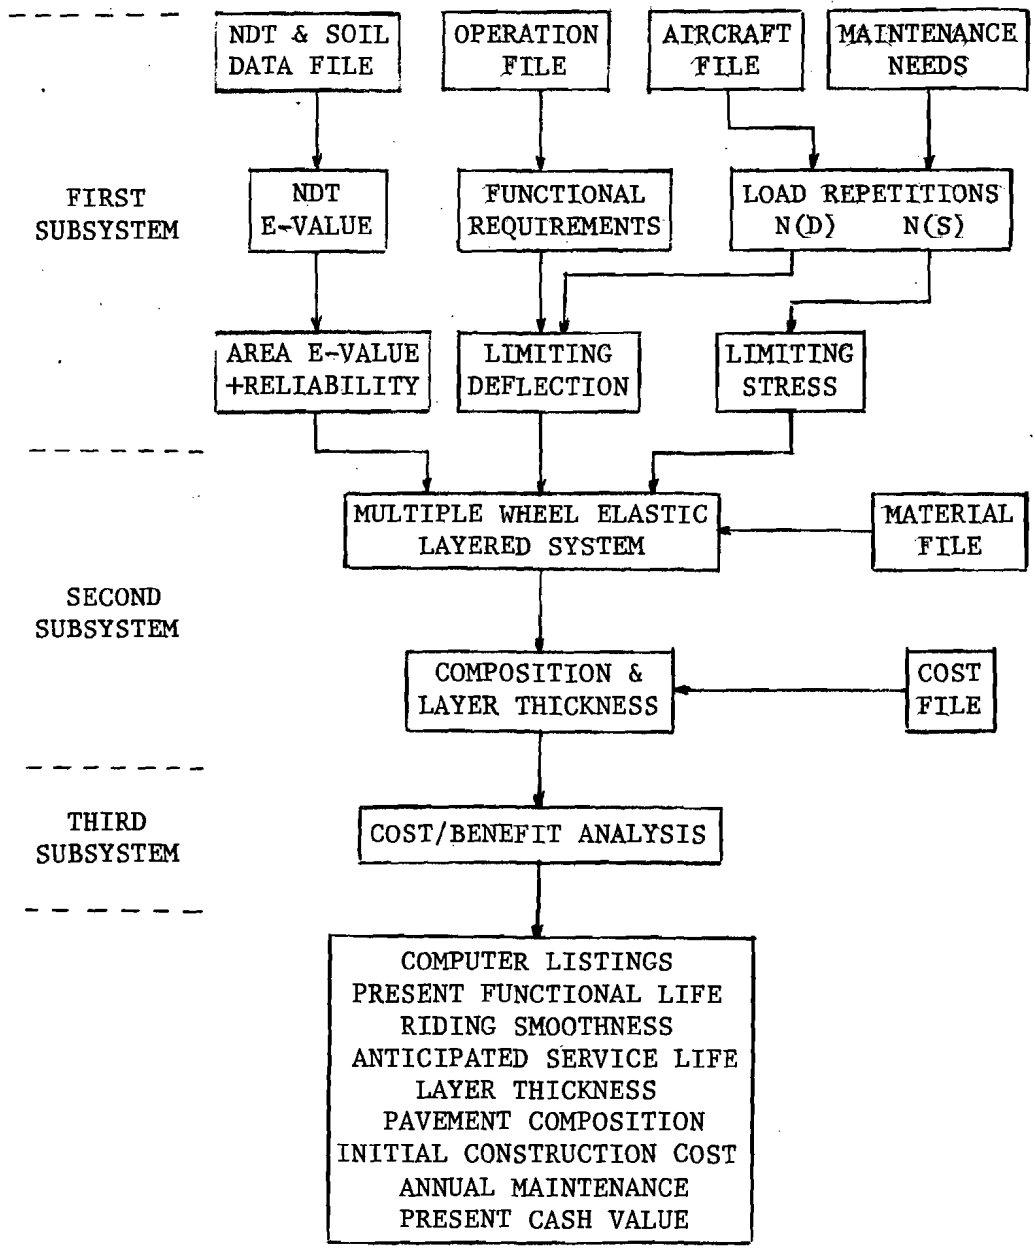 NDT & SOIL
DATA FILE
OPERATION
FILE
AIRCRAFT
FILE
MAINTENANCE
NEEDS
FIRST
SUBSYSTEM
NDT
E-VALUE
FUNCTIONAL
REQUIREMENTS
LOAD REPETITIONS
N(D) N(S)
AREA E-VALUE
+RELIABILITY
LIMITING
DEFLECTION
LIMITING
STRESS
MULTIPLE WHEEL ELASTIC
LAYERED SYSTEM
MATERIAL
FILE
SECOND
SUBSYSTEM
COMPOSITION &
LAYER THICKNESS
COST
FILE
THIRD
SUBSYSTEM
COST/BENEFIT ANALYSIS
COMPUTER LISTINGS
PRESENT FUNCTIONAL LIFE
RIDING SMOOTHNESS
ANTICIPATED SERVICE LIFE
LAYER THICKNESS
PAVEMENT COMPOSITION
INITIAL CONSTRUCTION COST
ANNUAL MAINTENANCE
PRESENT CASH VALUE